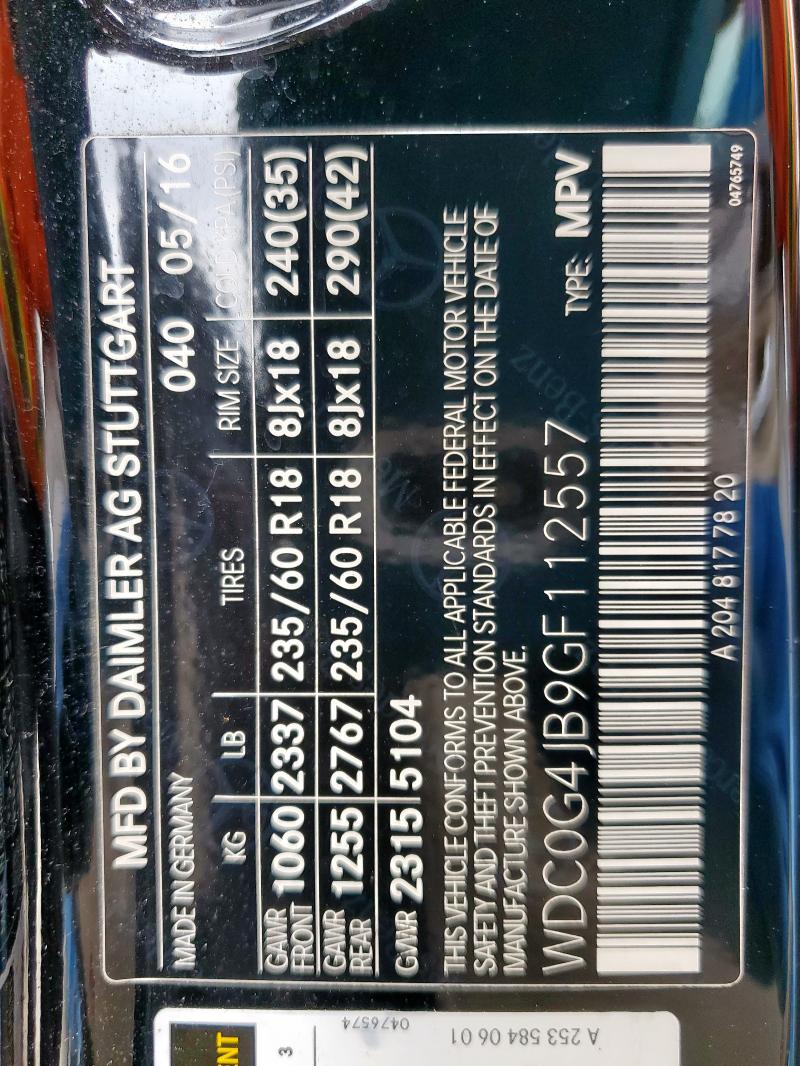 MFD BY DAIMLER AG STUTTGART
MADE IN GERMANY 040 05/16
KG LB TIRES RIM SIZE COLD KPA(PSI)
GAWR FRONT 1060 2337 235/60 R18 8Jx18 240(35)
GAWR REAR 1255 2767 235/60 R18 8Jx18 290(42)
GVWR 2315 5104
THIS VEHICLE CONFORMS TO ALL APPLICABLE FEDERAL MOTOR VEHICLE
SAFETY AND THEFT PREVENTION STANDARDS IN EFFECT ON THE DATE OF
MANUFACTURE SHOWN ABOVE.
WDC0G4JB9GF112557 TYPE: MPV
A 204 817 78 20
04765749
3
0476574
A 253 584 06 01